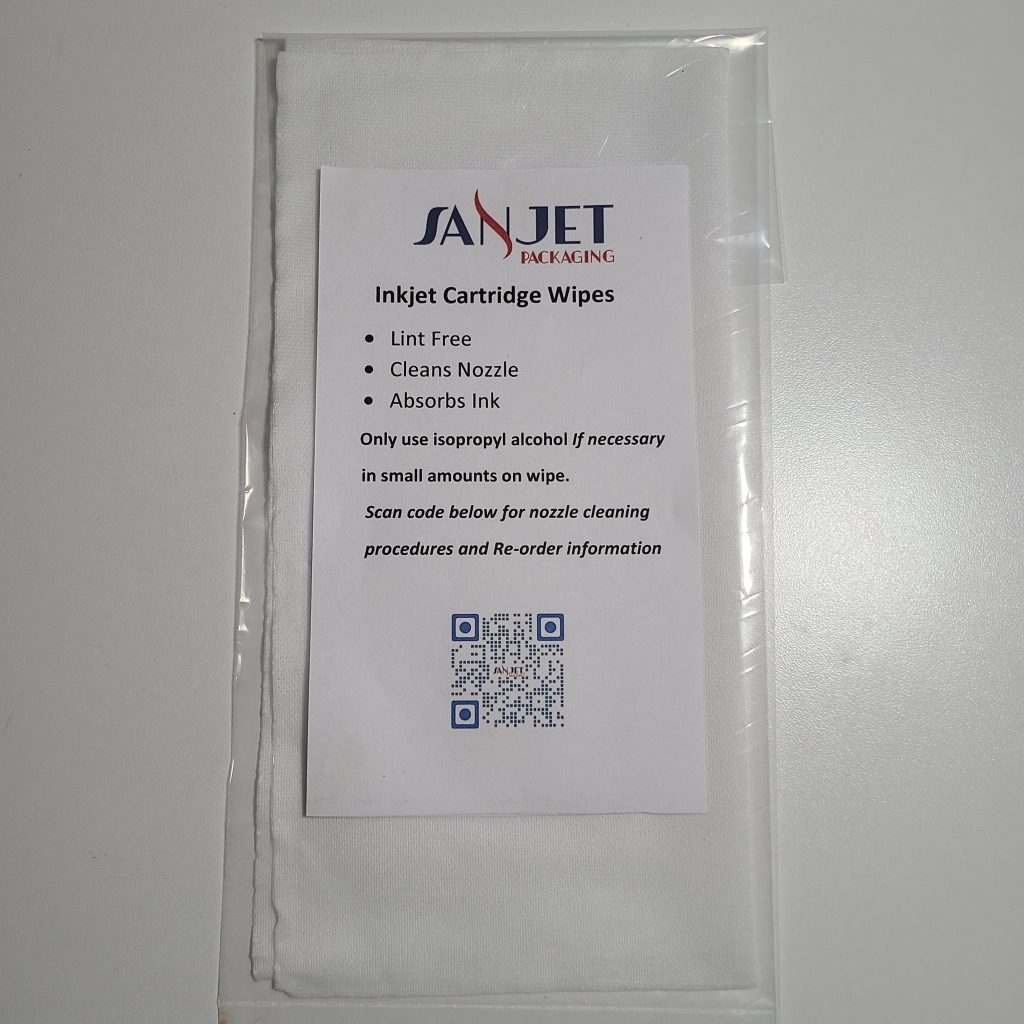 SANJET
PACKAGING
Inkjet Cartridge Wipes
• Lint Free
• Cleans Nozzle
• Absorbs Ink
Only use isopropyl alcohol If necessary
in small amounts on wipe.
Scan code below for nozzle cleaning
procedures and Re-order information
SANJET